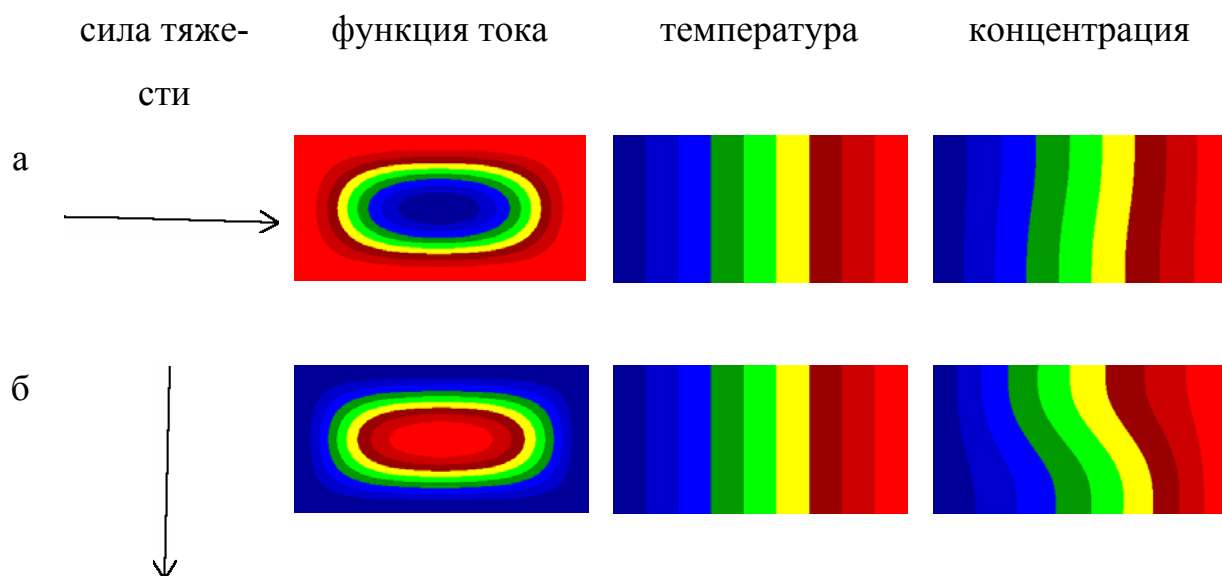 сила тяже- функция тока температура концентрация
сти
а
б